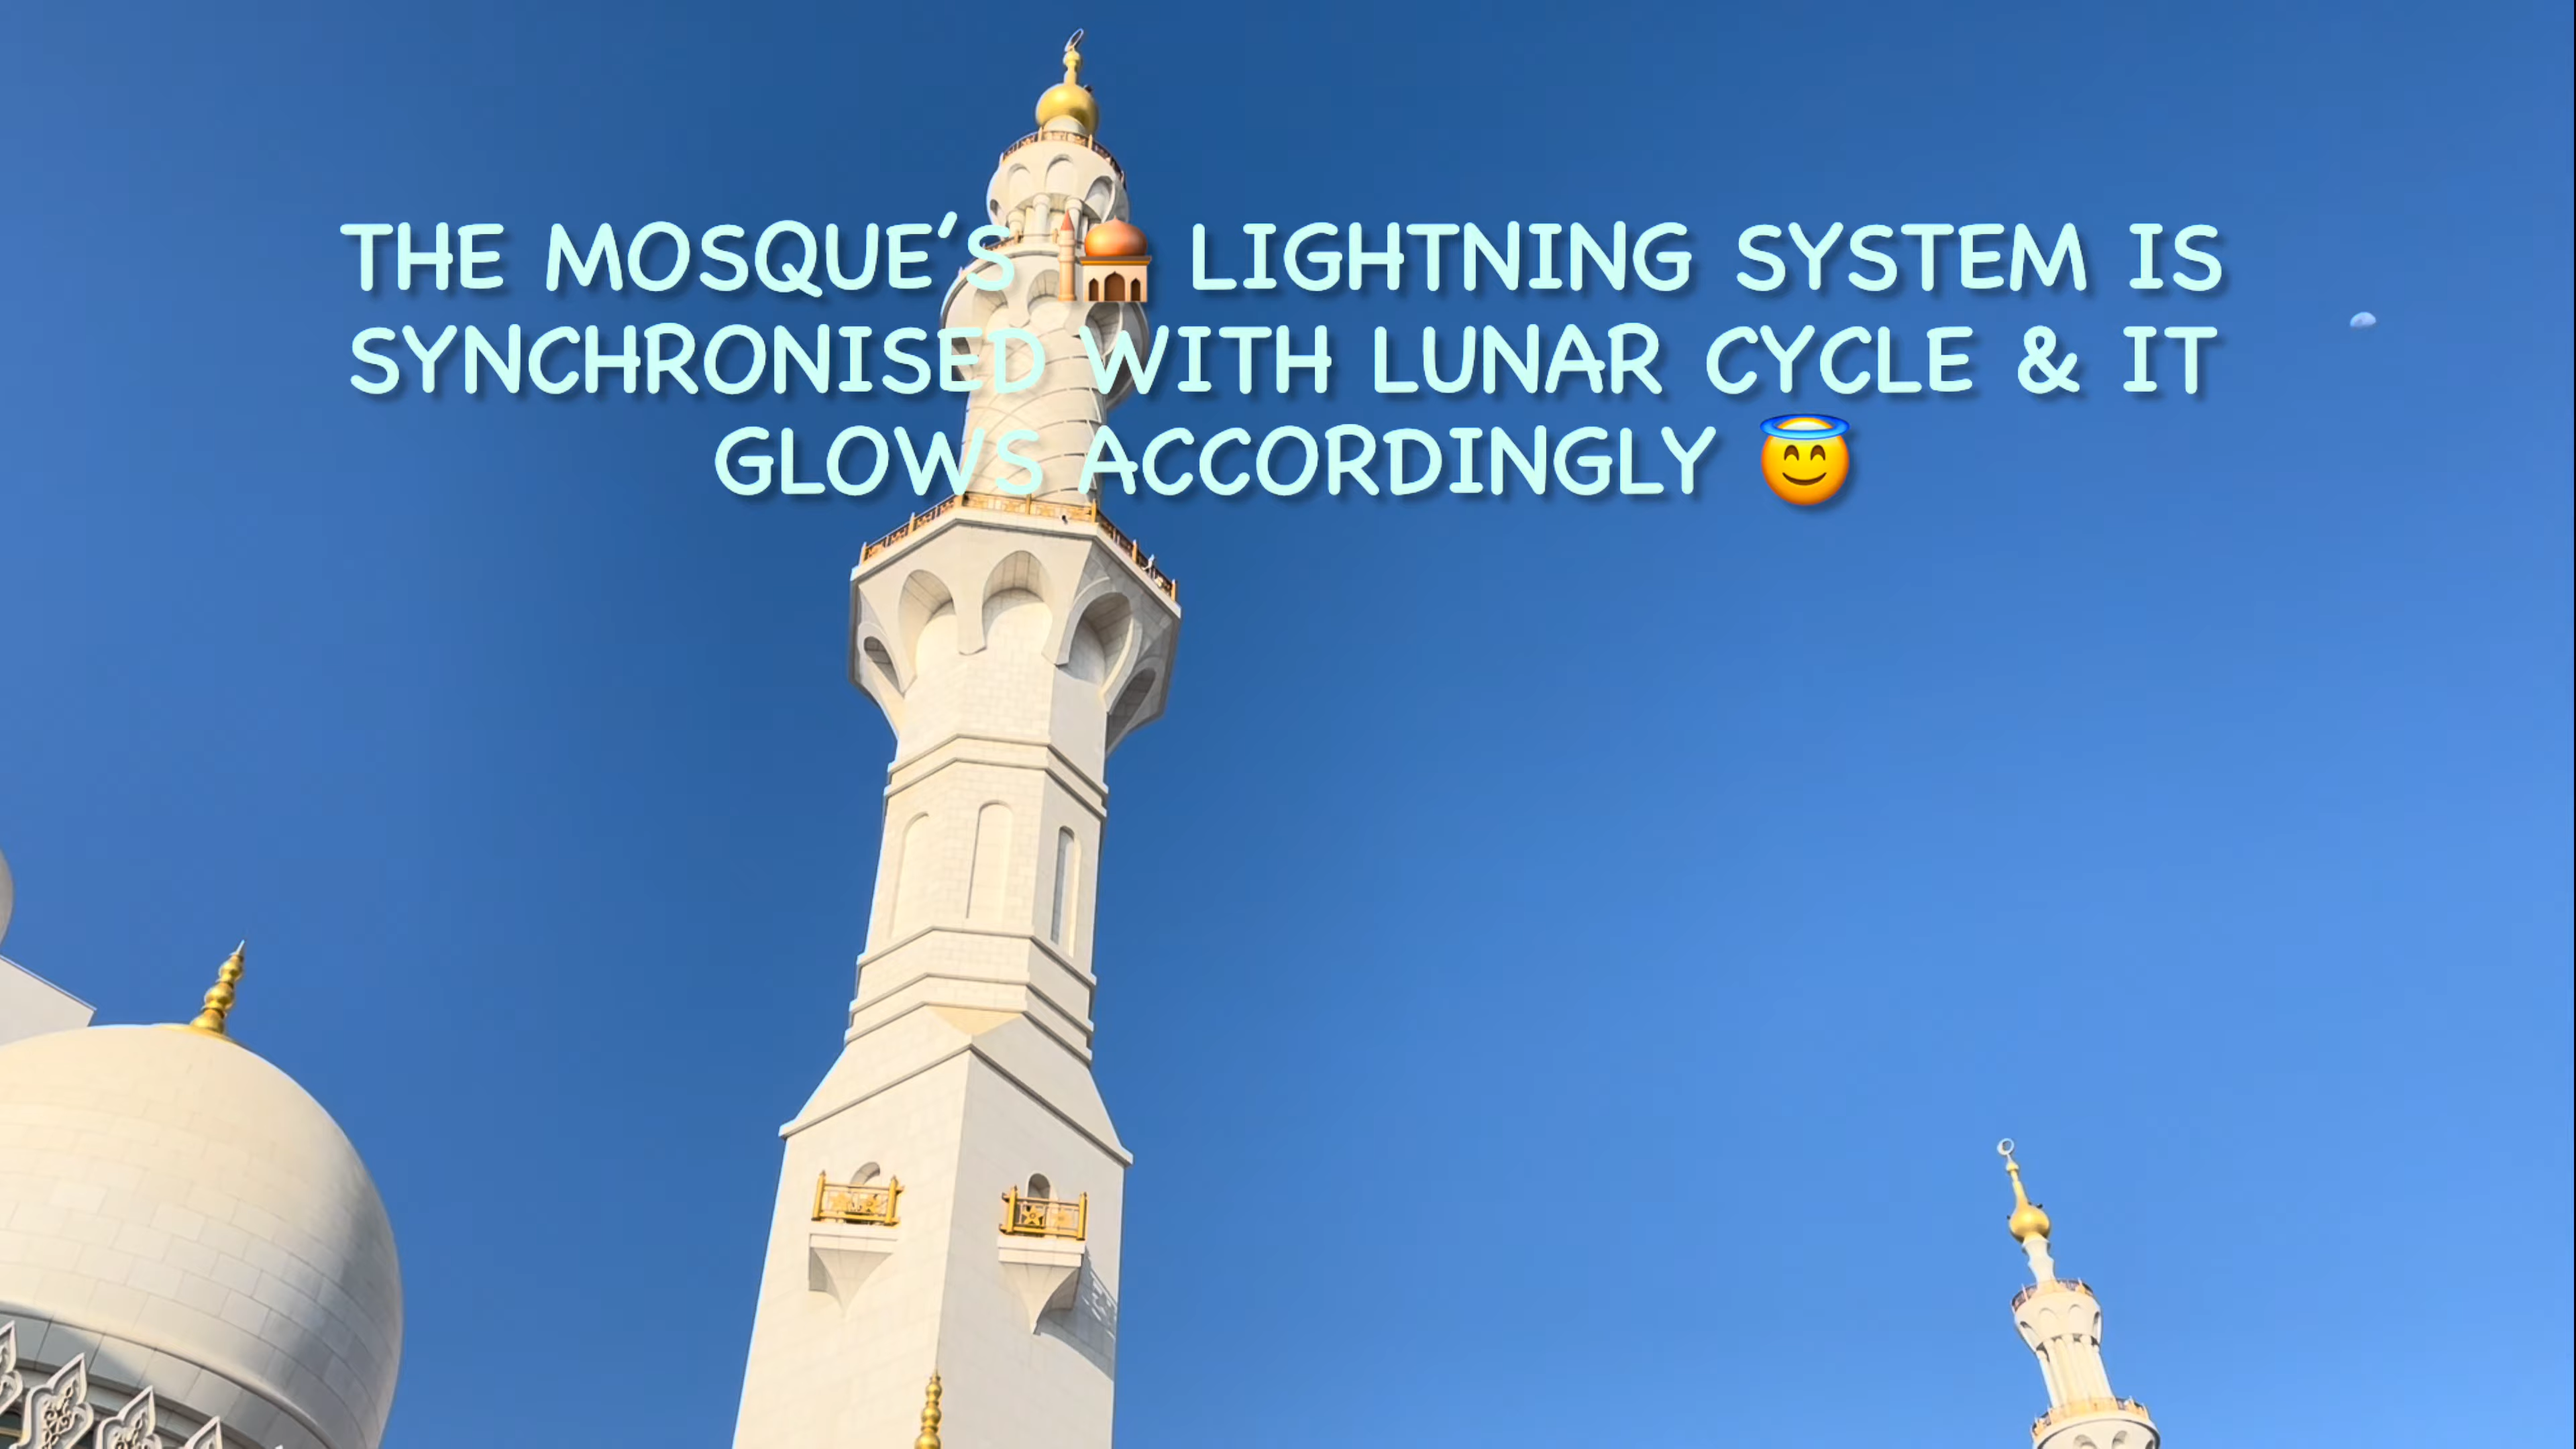 THE MOSQUE'S 🕌 LIGHTNING SYSTEM IS
SYNCHRONISED WITH LUNAR CYCLE & IT
GLOWS ACCORDINGLY 😇